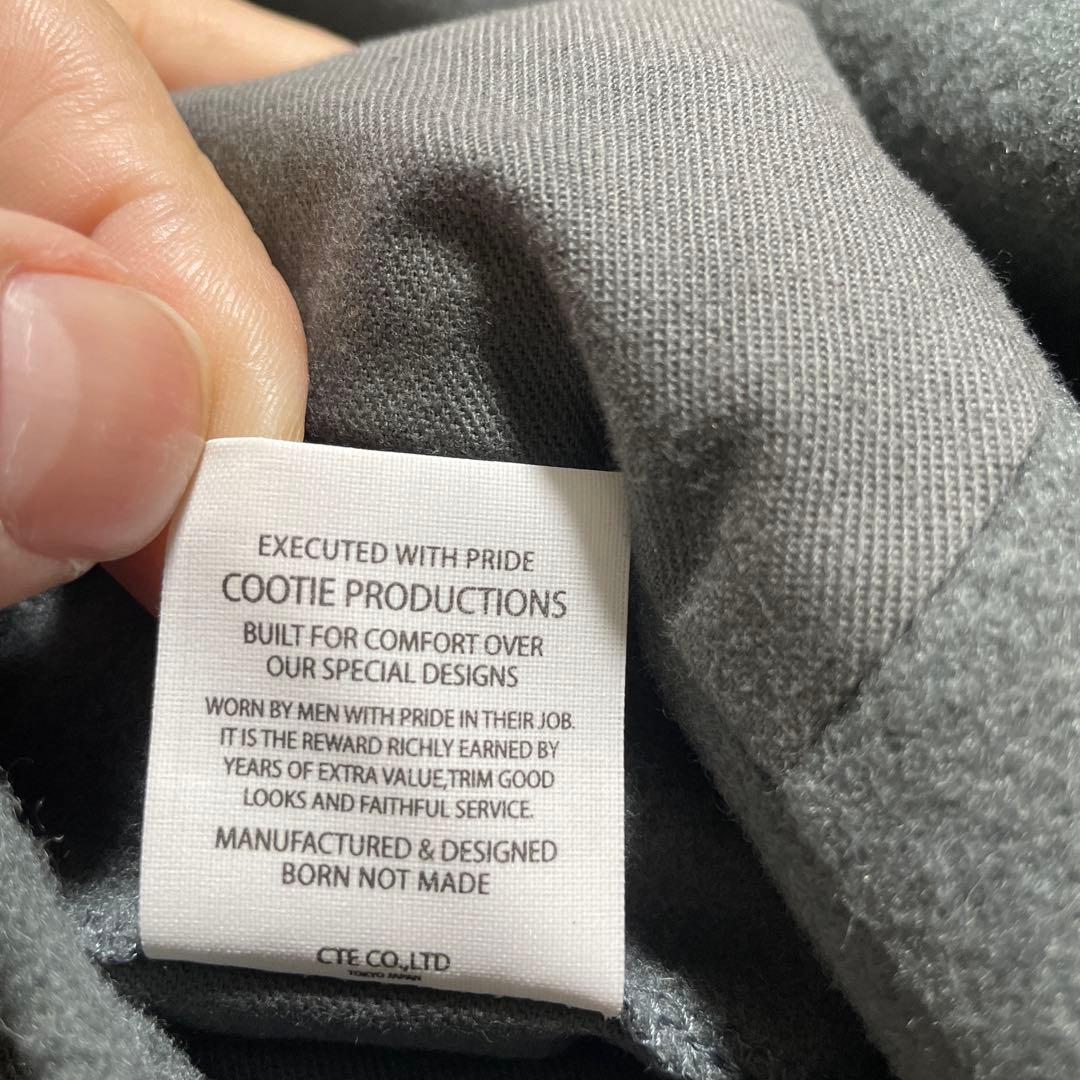 EXECUTED WITH PRIDE
COOTIE PRODUCTIONS
BUILT FOR COMFORT OVER
OUR SPECIAL DESIGNS
WORN BY MEN WITH PRIDE IN THEIR JOB.
IT IS THE REWARD RICHLY EARNED BY
YEARS OF EXTRA VALUE,TRIM GOOD
LOOKS AND FAITHFUL SERVICE.
MANUFACTURED & DESIGNED
BORN NOT MADE
CTE CO.,LTD
TOKYO JAPAN